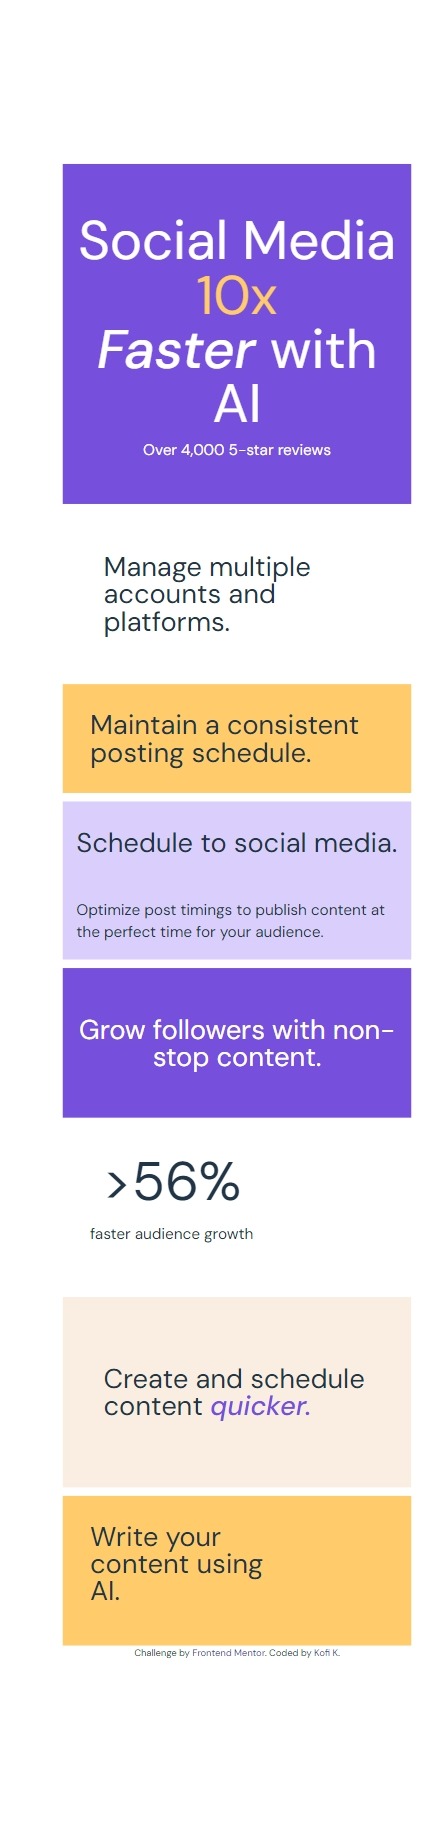 Social Media
10x
Faster with
AI
Over 4,000 5-star reviews
Manage multiple
accounts and
platforms.
Maintain a consistent
posting schedule.
Schedule to social media.
Optimize post timings to publish content at
the perfect time for your audience.
Grow followers with non-
stop content.
>56%
faster audience growth
Create and schedule
content quicker.
Write your
content using
AI.
Challenge by Frontend Mentor. Coded by Kofi K.